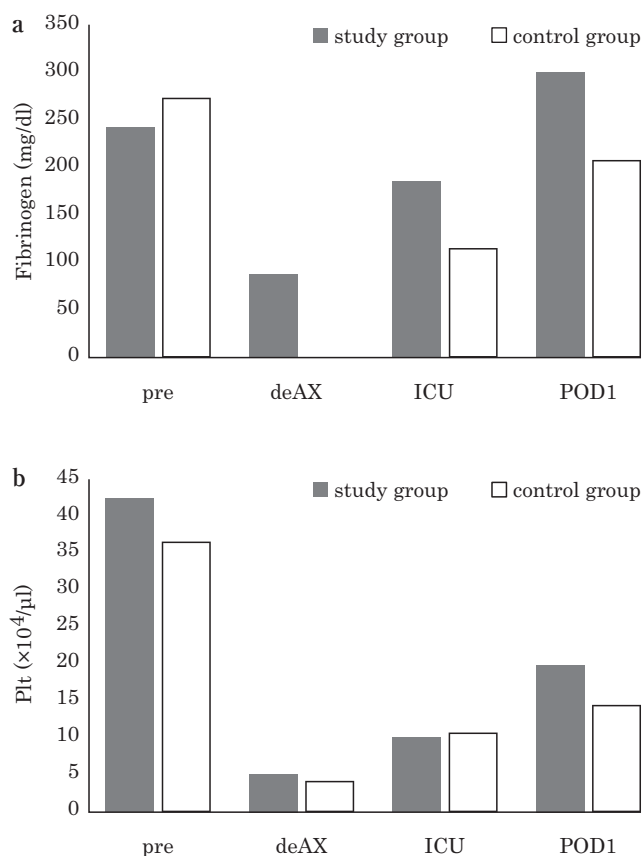 a
study group control group
Fibrinogen (mg/dl)
350
300
250
200
150
100
50
0
pre deAX ICU POD1
b
study group control group
Plt (×10⁴/µl)
45
40
35
30
25
20
15
10
5
0
pre deAX ICU POD1